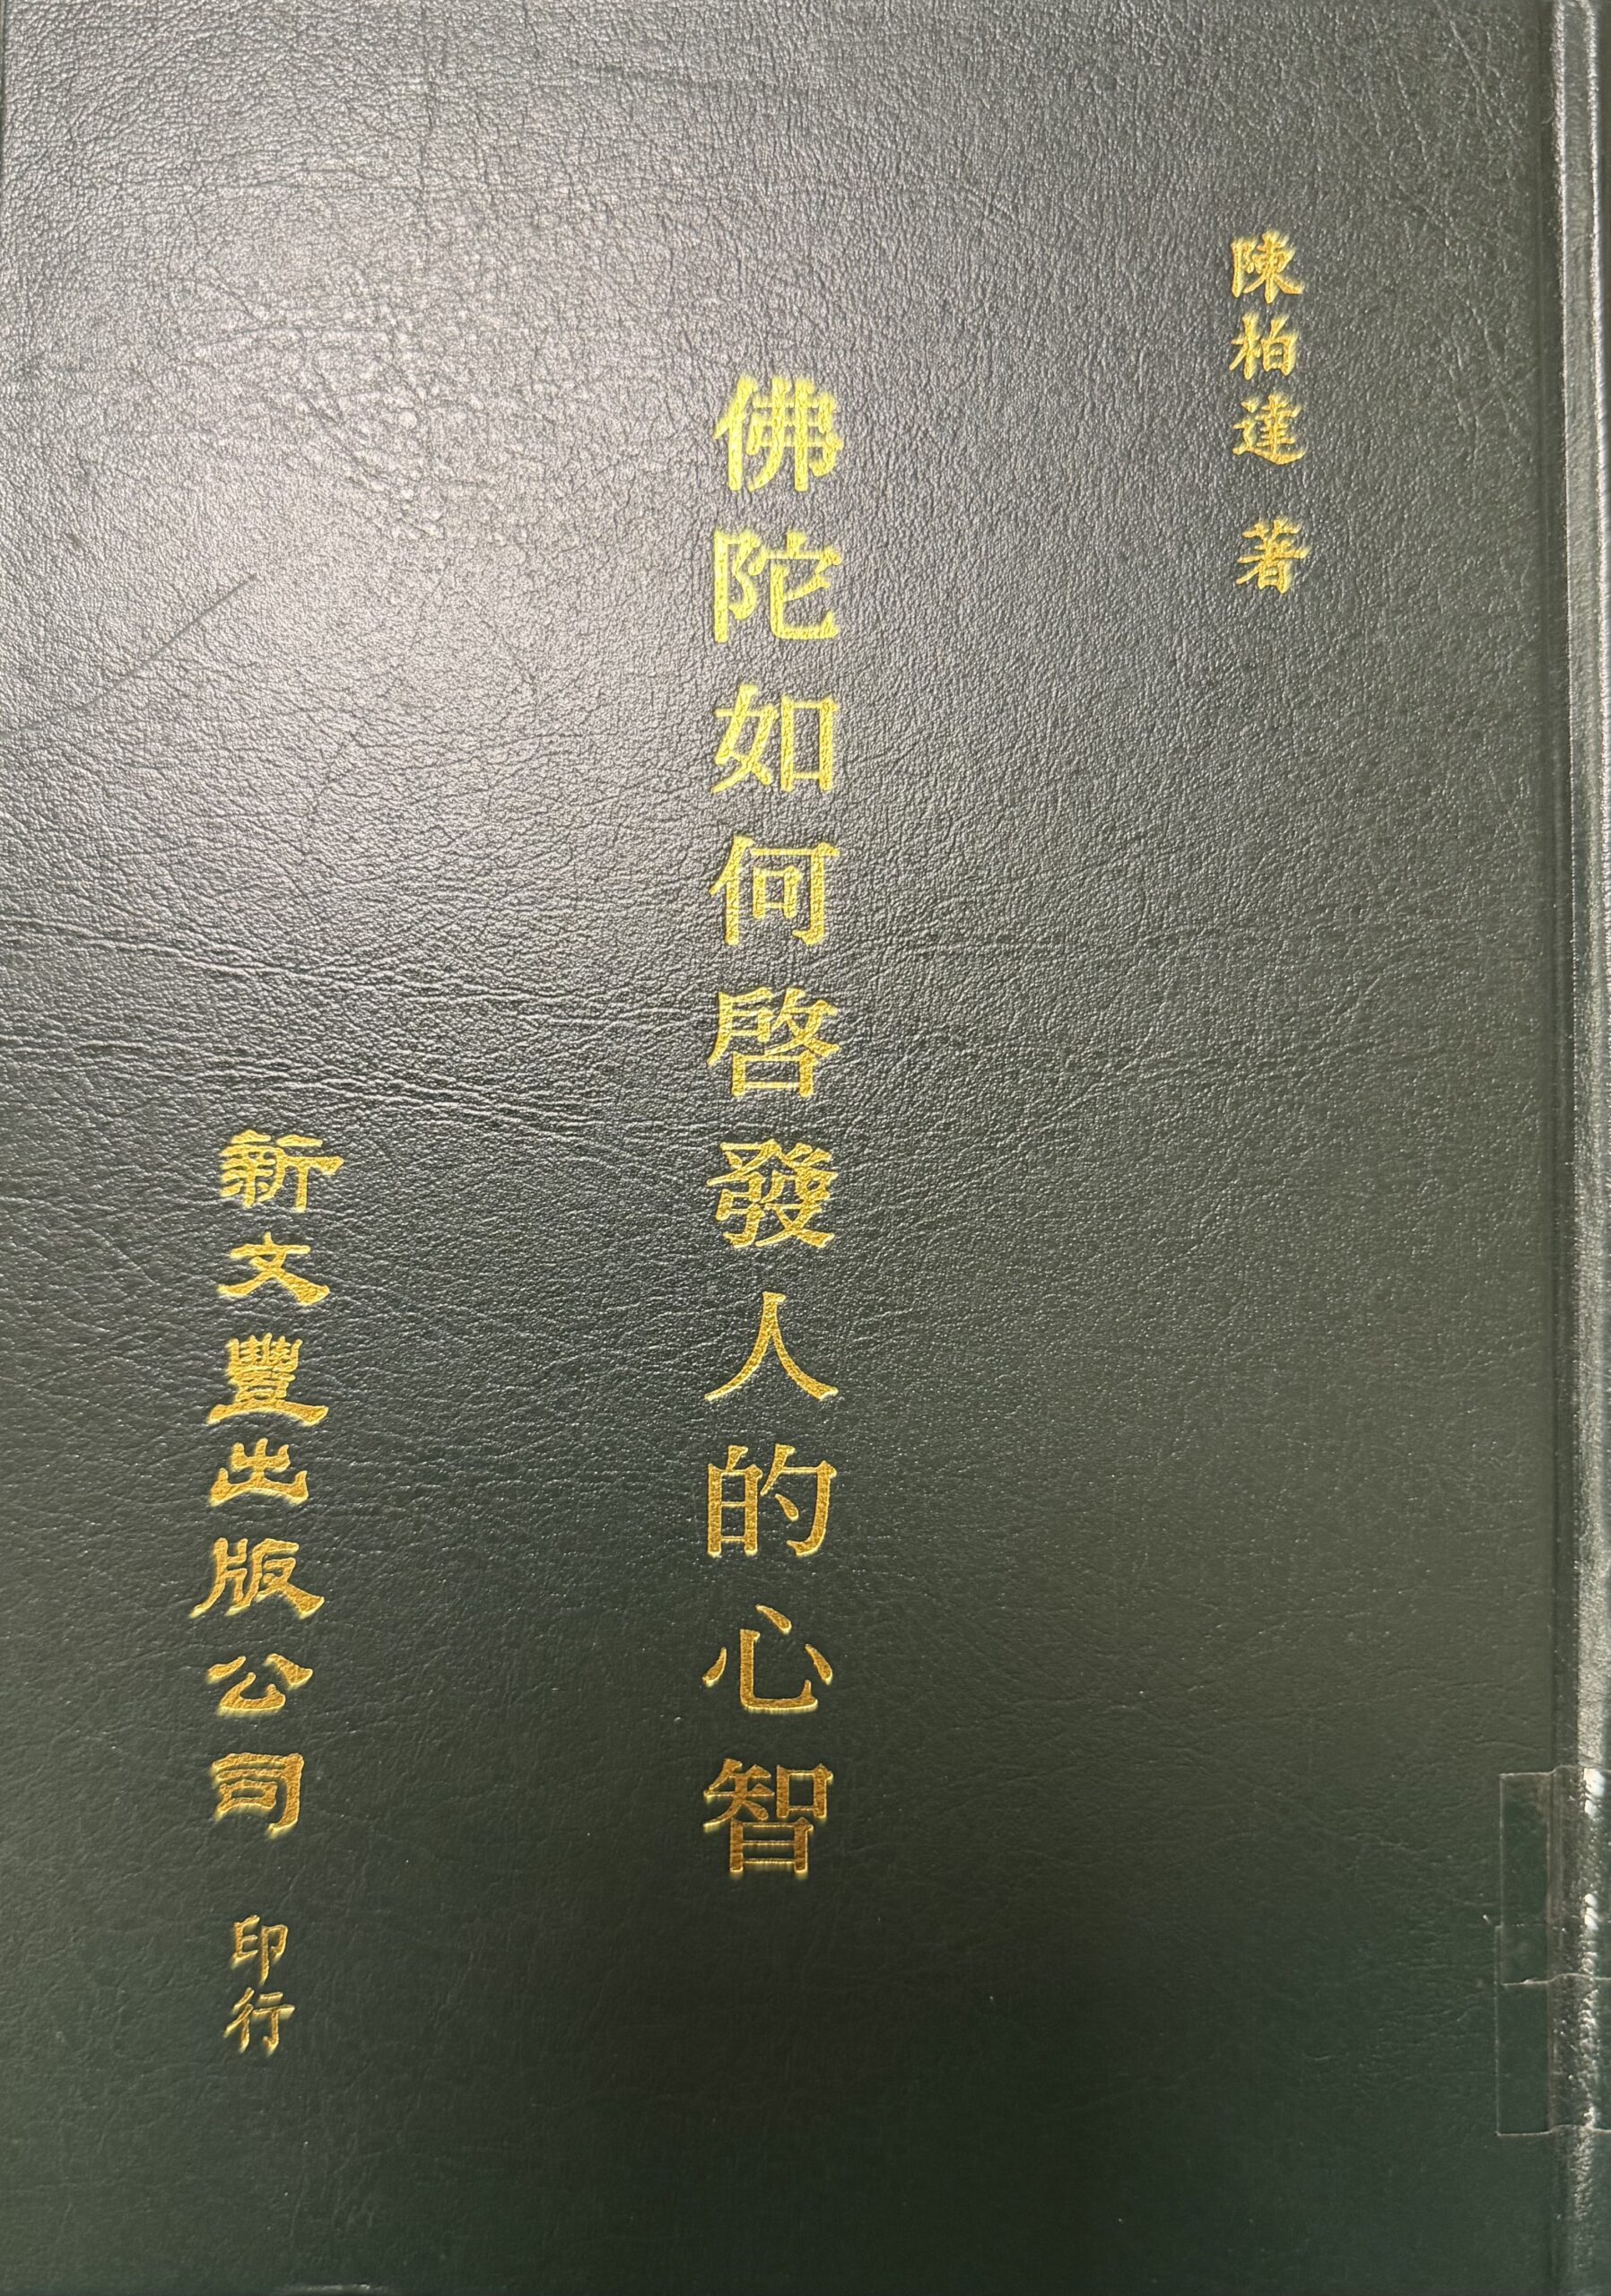 陳柏達 著
佛陀如何啓發人的心智
新文豐出版公司 印行